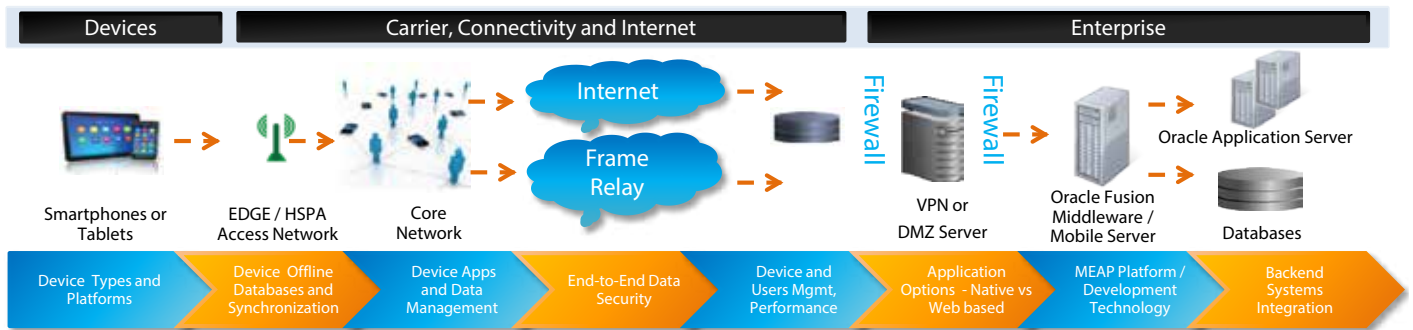 Devices
Carrier, Connectivity and Internet
Enterprise
Internet
Frame
Relay
Firewall
Firewall
Smartphones or
Tablets
EDGE / HSPA
Access Network
Core
Network
VPN or
DMZ Server
Oracle Fusion
Middleware /
Mobile Server
Oracle Application Server
Databases
Device Types and
Platforms
Device Offline
Databases and
Synchronization
Device Apps
and Data
Management
End-to-End Data
Security
Device and
Users Mgmt,
Performance
Application
Options - Native vs
Web based
MEAP Platform /
Development
Technology
Backend
Systems
Integration